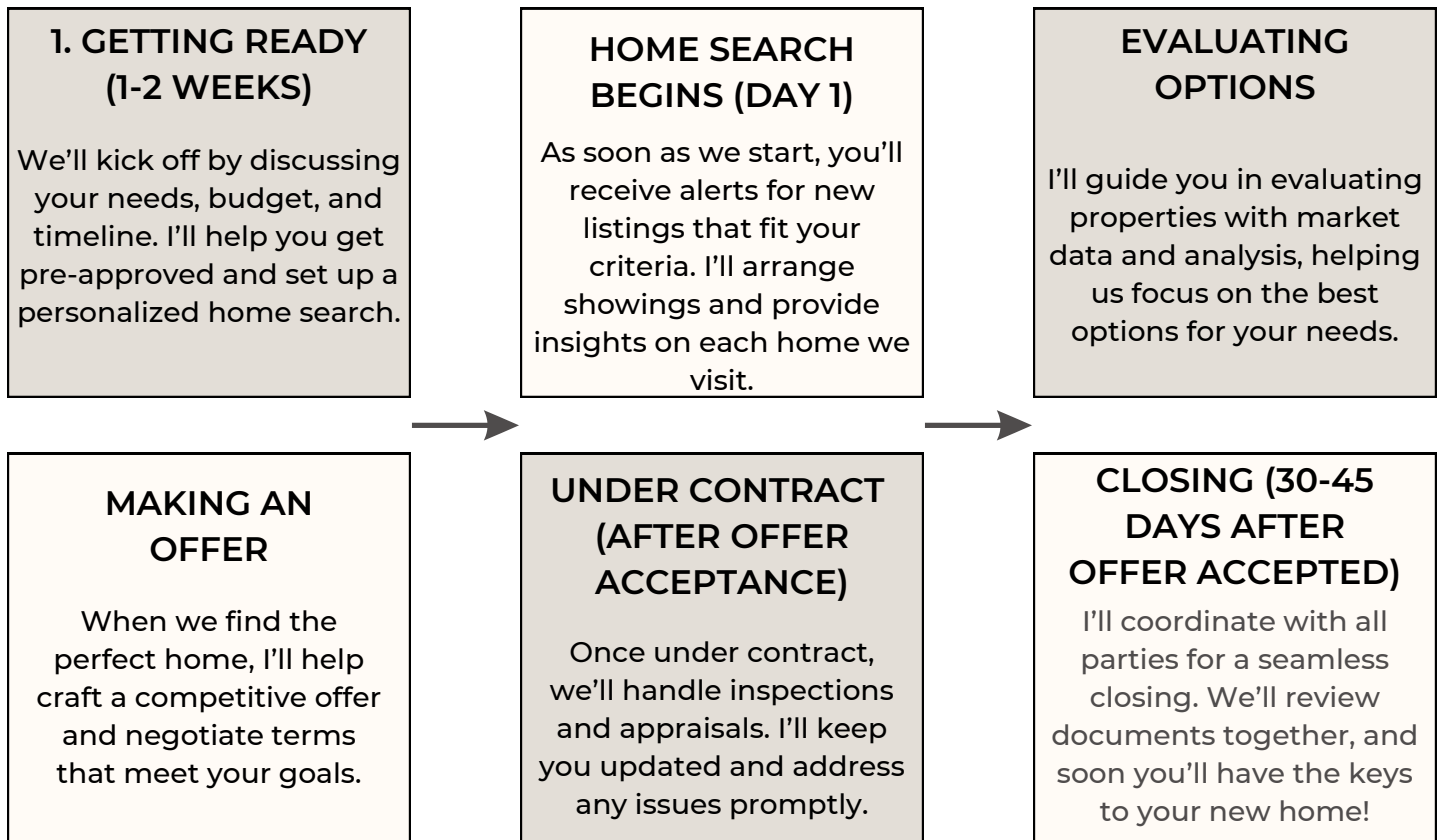 1. GETTING READY
(1-2 WEEKS)
We’ll kick off by discussing
your needs, budget, and
timeline. I’ll help you get
pre-approved and set up a
personalized home search.
HOME SEARCH
BEGINS (DAY 1)
As soon as we start, you’ll
receive alerts for new
listings that fit your
criteria. I’ll arrange
showings and provide
insights on each home we
visit.
EVALUATING
OPTIONS
I’ll guide you in evaluating
properties with market
data and analysis, helping
us focus on the best
options for your needs.
MAKING AN
OFFER
When we find the
perfect home, I’ll help
craft a competitive offer
and negotiate terms
that meet your goals.
UNDER CONTRACT
(AFTER OFFER
ACCEPTANCE)
Once under contract,
we’ll handle inspections
and appraisals. I’ll keep
you updated and address
any issues promptly.
CLOSING (30-45
DAYS AFTER
OFFER ACCEPTED)
I’ll coordinate with all
parties for a seamless
closing. We’ll review
documents together, and
soon you’ll have the keys
to your new home!